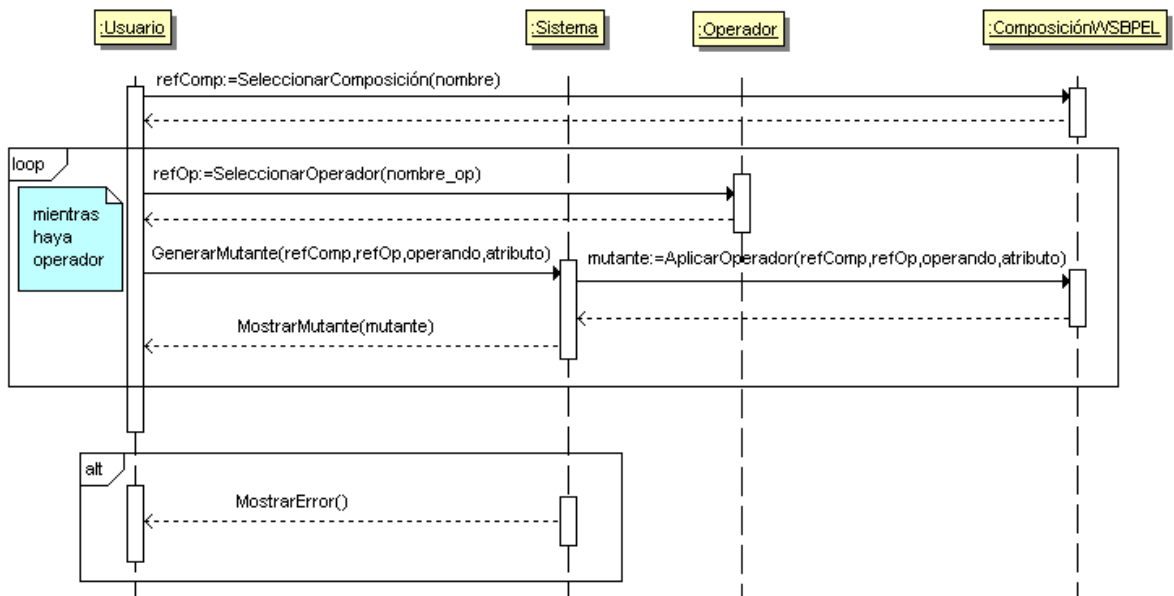 :Usuario
:Sistema
:Operador
:ComposiciónWSBPEL
refComp:=SeleccionarComposición(nombre)
loop
refOp:=SeleccionarOperador(nombre_op)
mientras
haya
operador
GenerarMutante(refComp,refOp,operando,atributo)
mutante:=AplicarOperador(refComp,refOp,operando,atributo)
MostrarMutante(mutante)
alt
MostrarError()